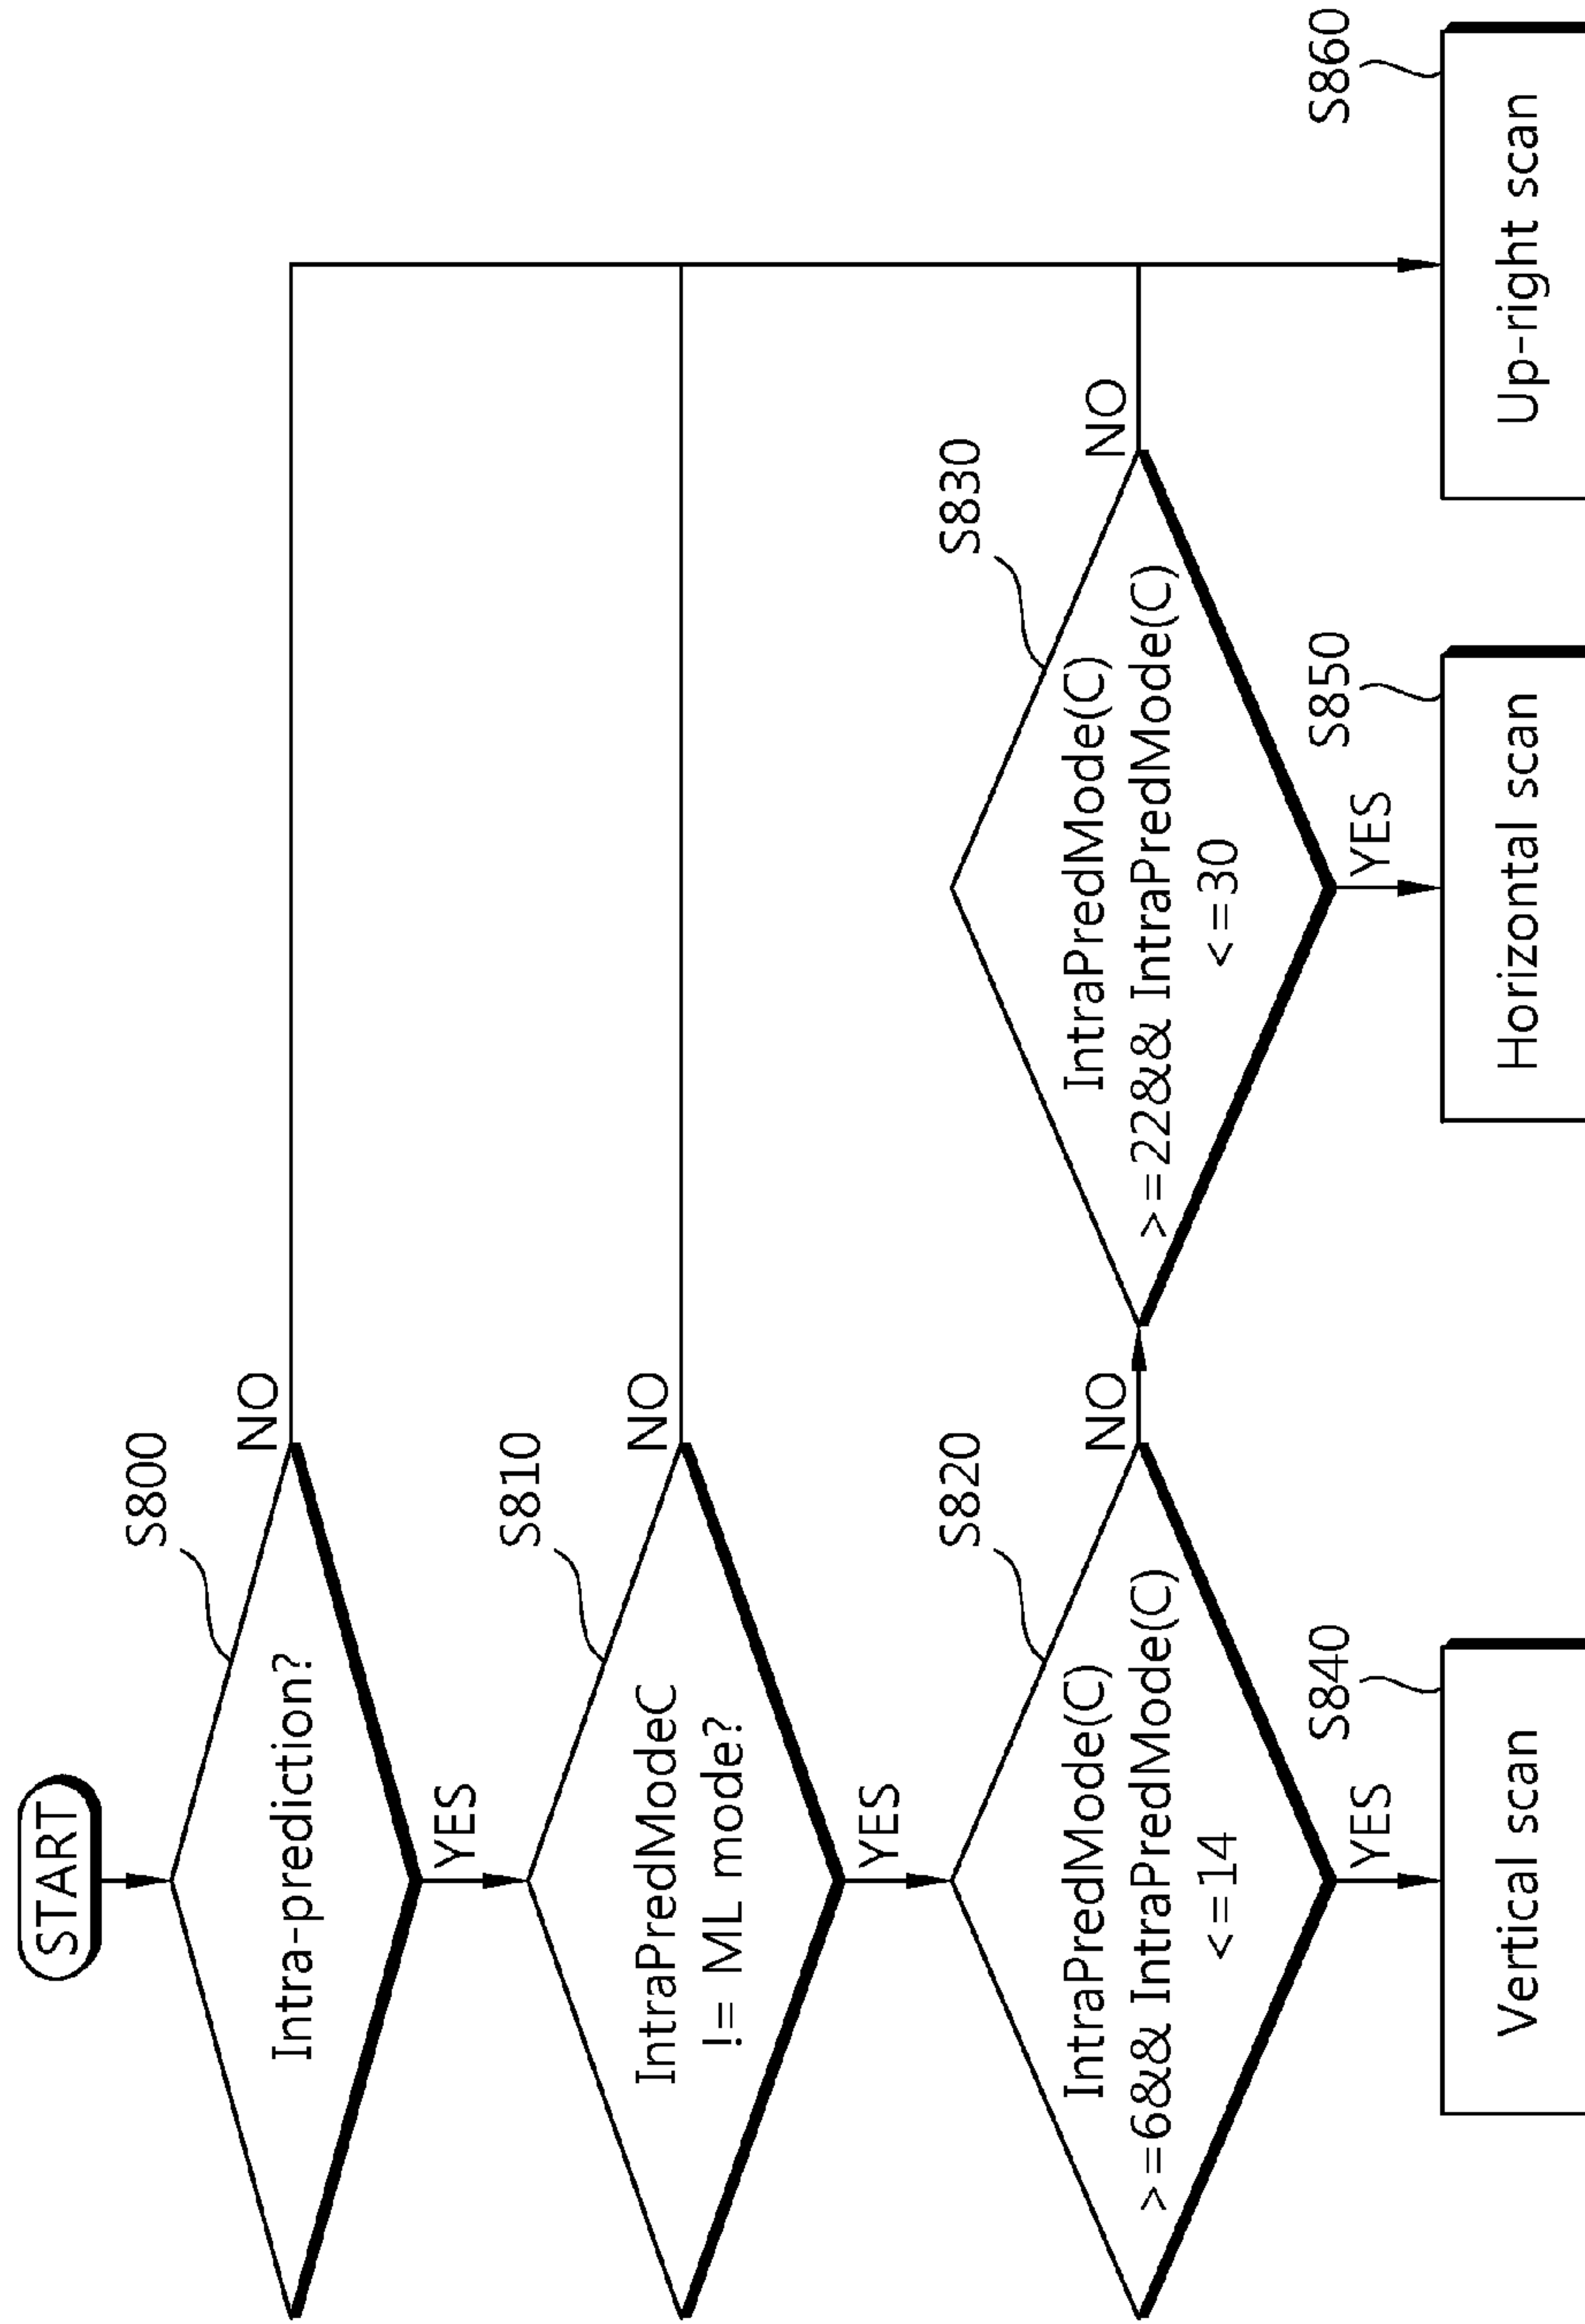 START
S800
Intra-prediction?
NO
YES
S810
IntraPredModeC
!= ML mode?
NO
YES
S820
IntraPredMode(C)
>=6&& IntraPredMode(C)
<=14
NO
YES
S830
IntraPredMode(C)
>=22&& IntraPredMode(C)
<=30
NO
YES
S840
Vertical scan
S850
Horizontal scan
S860
Up-right scan